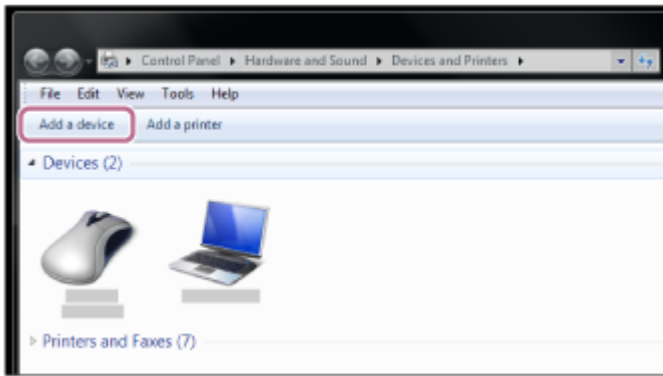 Control Panel ▸ Hardware and Sound ▸ Devices and Printers ▸
File Edit View Tools Help
Add a device Add a printer
Devices (2)
Printers and Faxes (7)